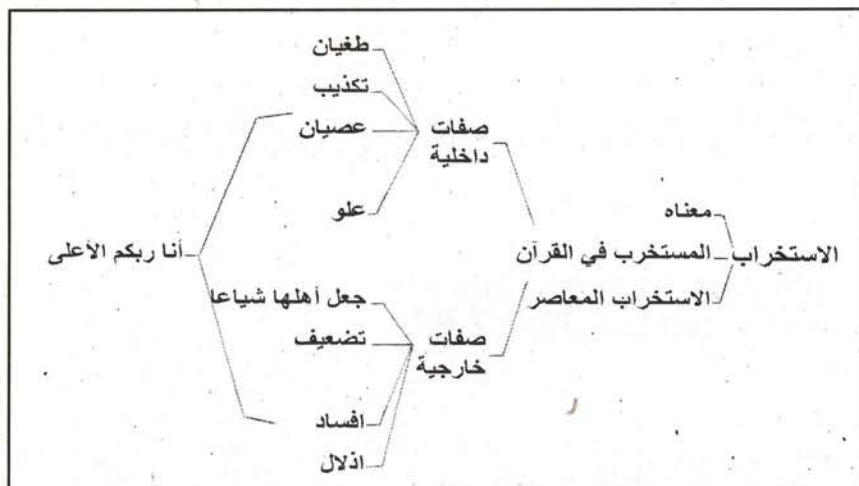 الاستخراب
معناه
المستخرب في القرآن
الاستخراب المعاصر
صفات
داخلية
طغيان
تكذيب
عصيان
علو
صفات
خارجية
جعل أهلها شياعا
تضعيف
افساد
اذلال
أنا ربكم الأعلى